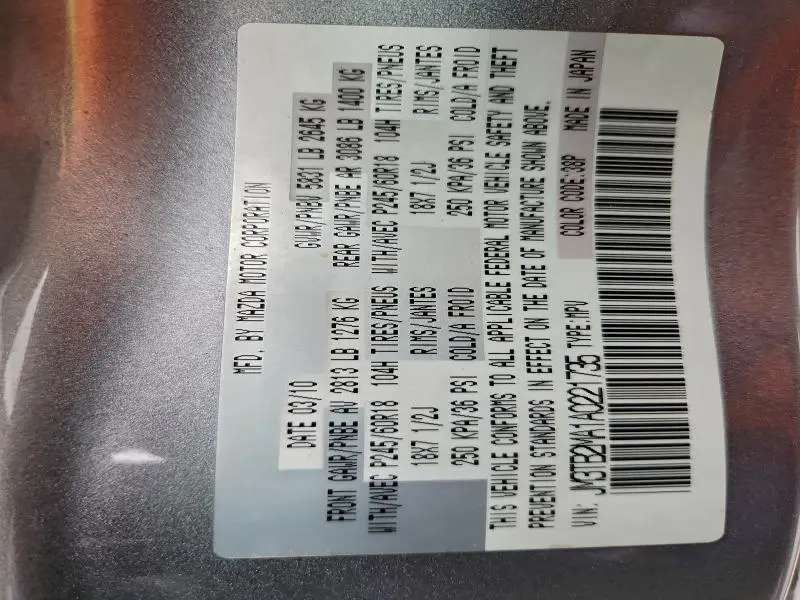 MFD. BY MAZDA MOTOR CORPORATION
DATE 03/10 GVWR/PNBV 5831 LB 2645 KG
FRONT GAWR/PNBE AV 2813 LB 1276 KG REAR GAWR/PNBE AR 3086 LB 1400 KG
WITH/AVEC P245/60R18 104H TIRES/PNEUS WITH/AVEC P245/60R18 104H TIRES/PNEUS
18X7 1/2J RIMS/JANTES 18X7 1/2J RIMS/JANTES
250 KPA/36 PSI COLD/A FROID 250 KPA/36 PSI COLD/A FROID
THIS VEHICLE CONFORMS TO ALL APPLICABLE FEDERAL MOTOR VEHICLE SAFETY AND THEFT
PREVENTION STANDARDS IN EFFECT ON THE DATE OF MANUFACTURE SHOWN ABOVE.
VIN: JM3TB2MA1A0221735 TYPE:MPV COLOR CODE:38P MADE IN JAPAN